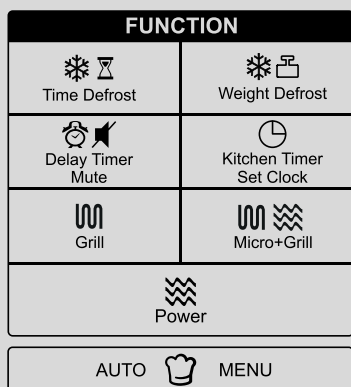 FUNCTION
Time Defrost
Weight Defrost
Delay Timer
Mute
Kitchen Timer
Set Clock
Grill
Micro+Grill
Power
AUTO MENU